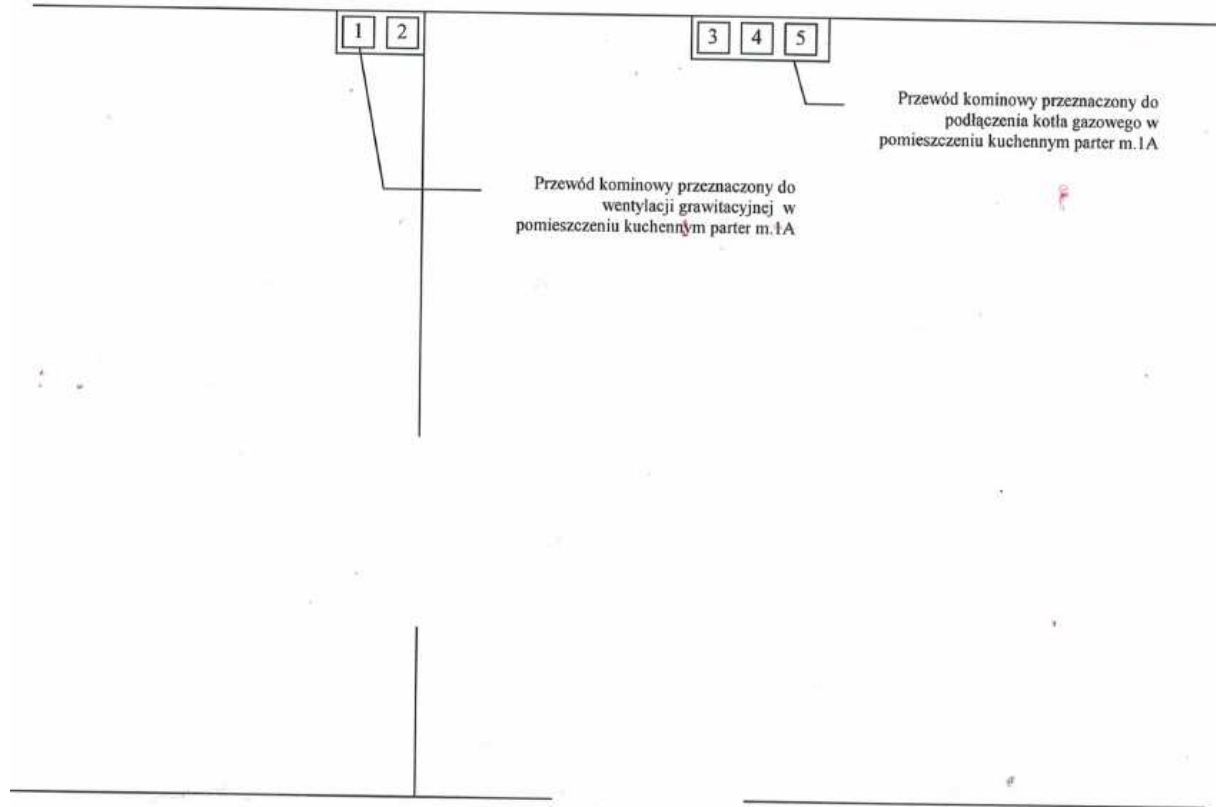 1 2
3 4 5
Przewód kominowy przeznaczony do
podłączenia kotła gazowego w
pomieszczeniu kuchennym parter m.1A
Przewód kominowy przeznaczony do
wentylacji grawitacyjnej w
pomieszczeniu kuchennym parter m.1A